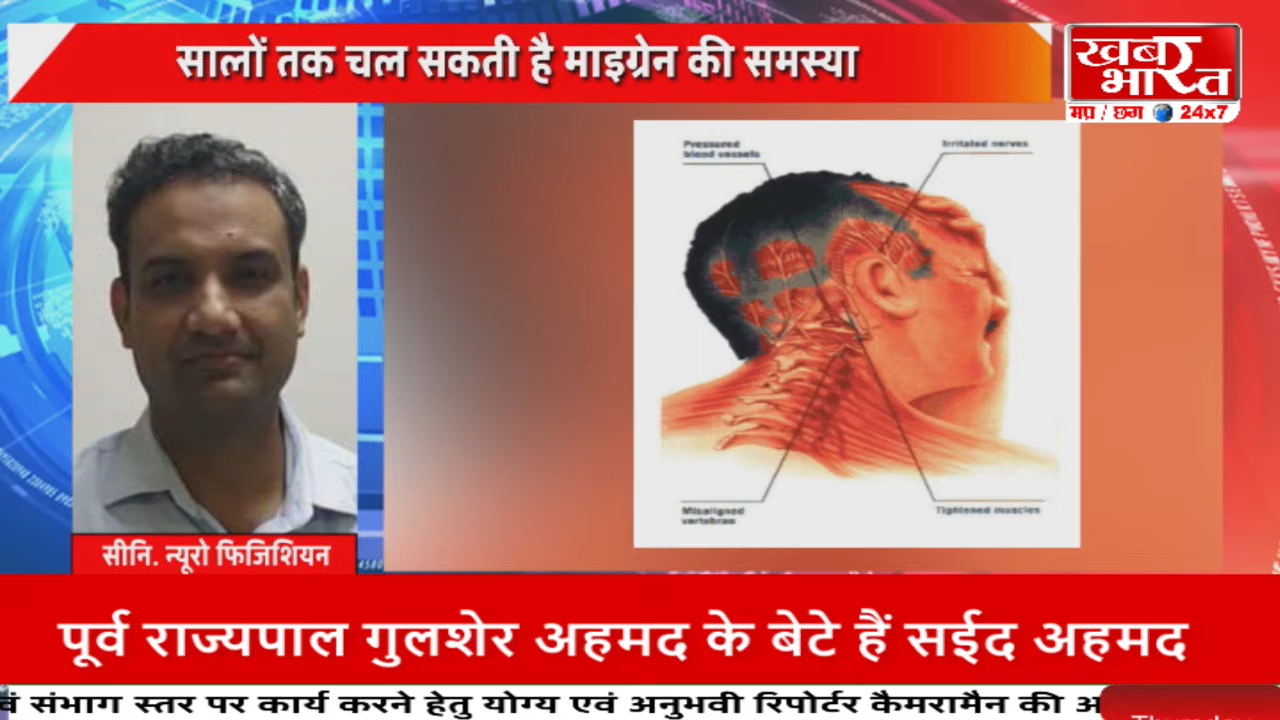 सालों तक चल सकती है माइग्रेन की समस्या
खबर
भारत
मप्र / छग 24x7
Pressured
blood vessels
Irritated nerves
Misaligned
vertebrae
Tightened muscles
सीनि. न्यूरो फिजिशियन
पूर्व राज्यपाल गुलशेर अहमद के बेटे हैं सईद अहमद
वं संभाग स्तर पर कार्य करने हेतु योग्य एवं अनुभवी रिपोर्टर कैमरामैन की अ